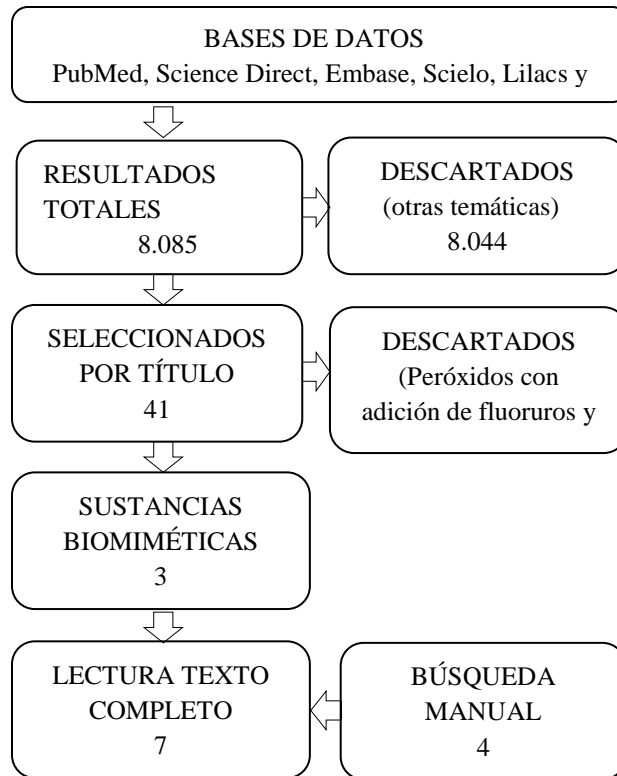 BASES DE DATOS
PubMed, Science Direct, Embase, Scielo, Lilacs y
RESULTADOS
TOTALES
8.085
DESCARTADOS
(otras temáticas)
8.044
SELECCIONADOS
POR TÍTULO
41
DESCARTADOS
(Peróxidos con
adición de fluoruros y
SUSTANCIAS
BIOMIMÉTICAS
3
LECTURA TEXTO
COMPLETO
7
BÚSQUEDA
MANUAL
4